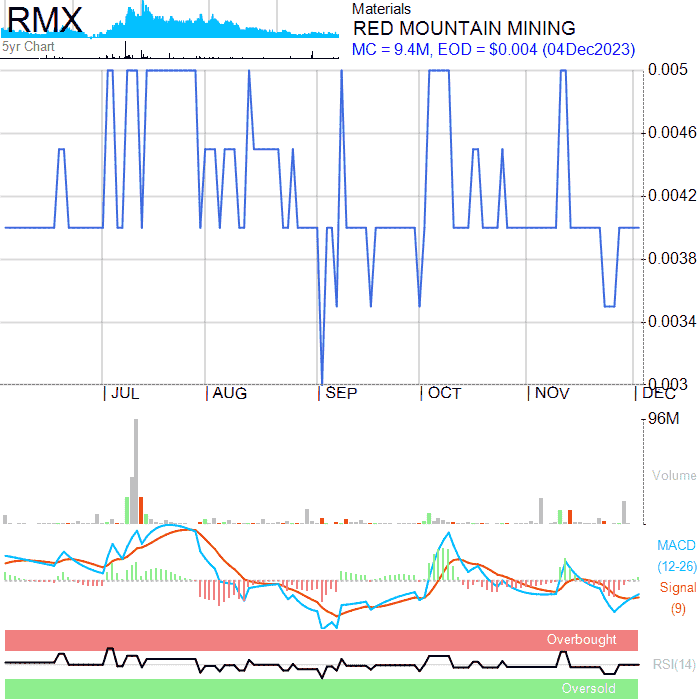 RMX
5yr Chart
Materials
RED MOUNTAIN MINING
MC = 9.4M, EOD = $0.004 (04Dec2023)
0.005
0.0046
0.0042
0.0038
0.0034
0.003
JUL AUG SEP OCT NOV DEC
96M
Volume
MACD
(12-26)
Signal
(9)
Overbought
RSI(14)
Oversold